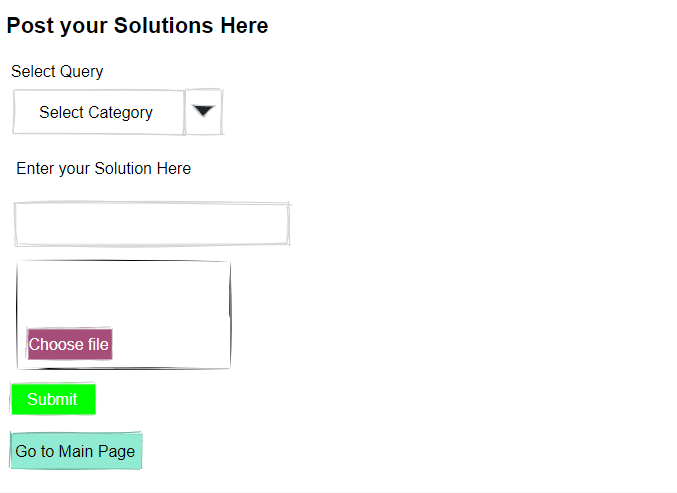 Post your Solutions Here
Select Query
Select Category
Enter your Solution Here
Choose file
Submit
Go to Main Page